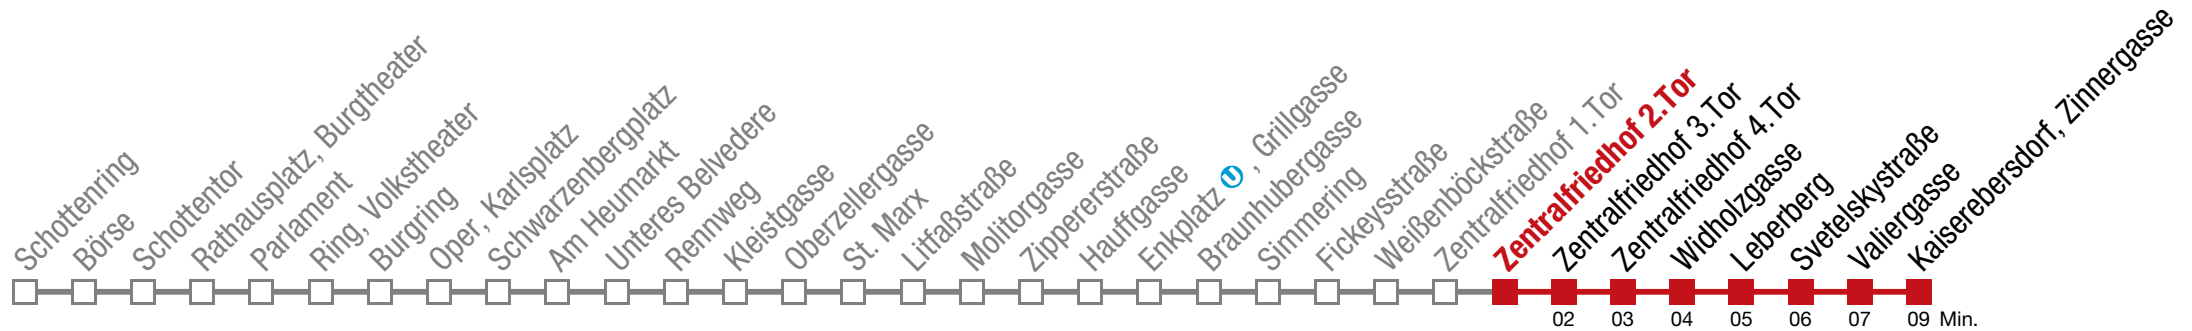 Schottenring
Börse
Schottentor
Rathausplatz, Burgtheater
Parlament
Ring, Volkstheater
Burgring
Oper, Karlsplatz
Schwarzenbergplatz
Am Heumarkt
Unteres Belvedere
Rennweg
Kleistgasse
Oberzellergasse
St. Marx
Litfaßstraße
Molitorgasse
Zippererstraße
Hauffgasse
Enkplatz U, Grillgasse
Braunhubergasse
Simmering
Fickeysstraße
Weißenböckstraße
Zentralfriedhof 1.Tor
Zentralfriedhof 2.Tor
Zentralfriedhof 3.Tor
Zentralfriedhof 4.Tor
Widholzgasse
Leberberg
Svetelskystraße
Valiergasse
Kaiserebersdorf, Zinnergasse
02 03 04 05 06 07 09 Min.